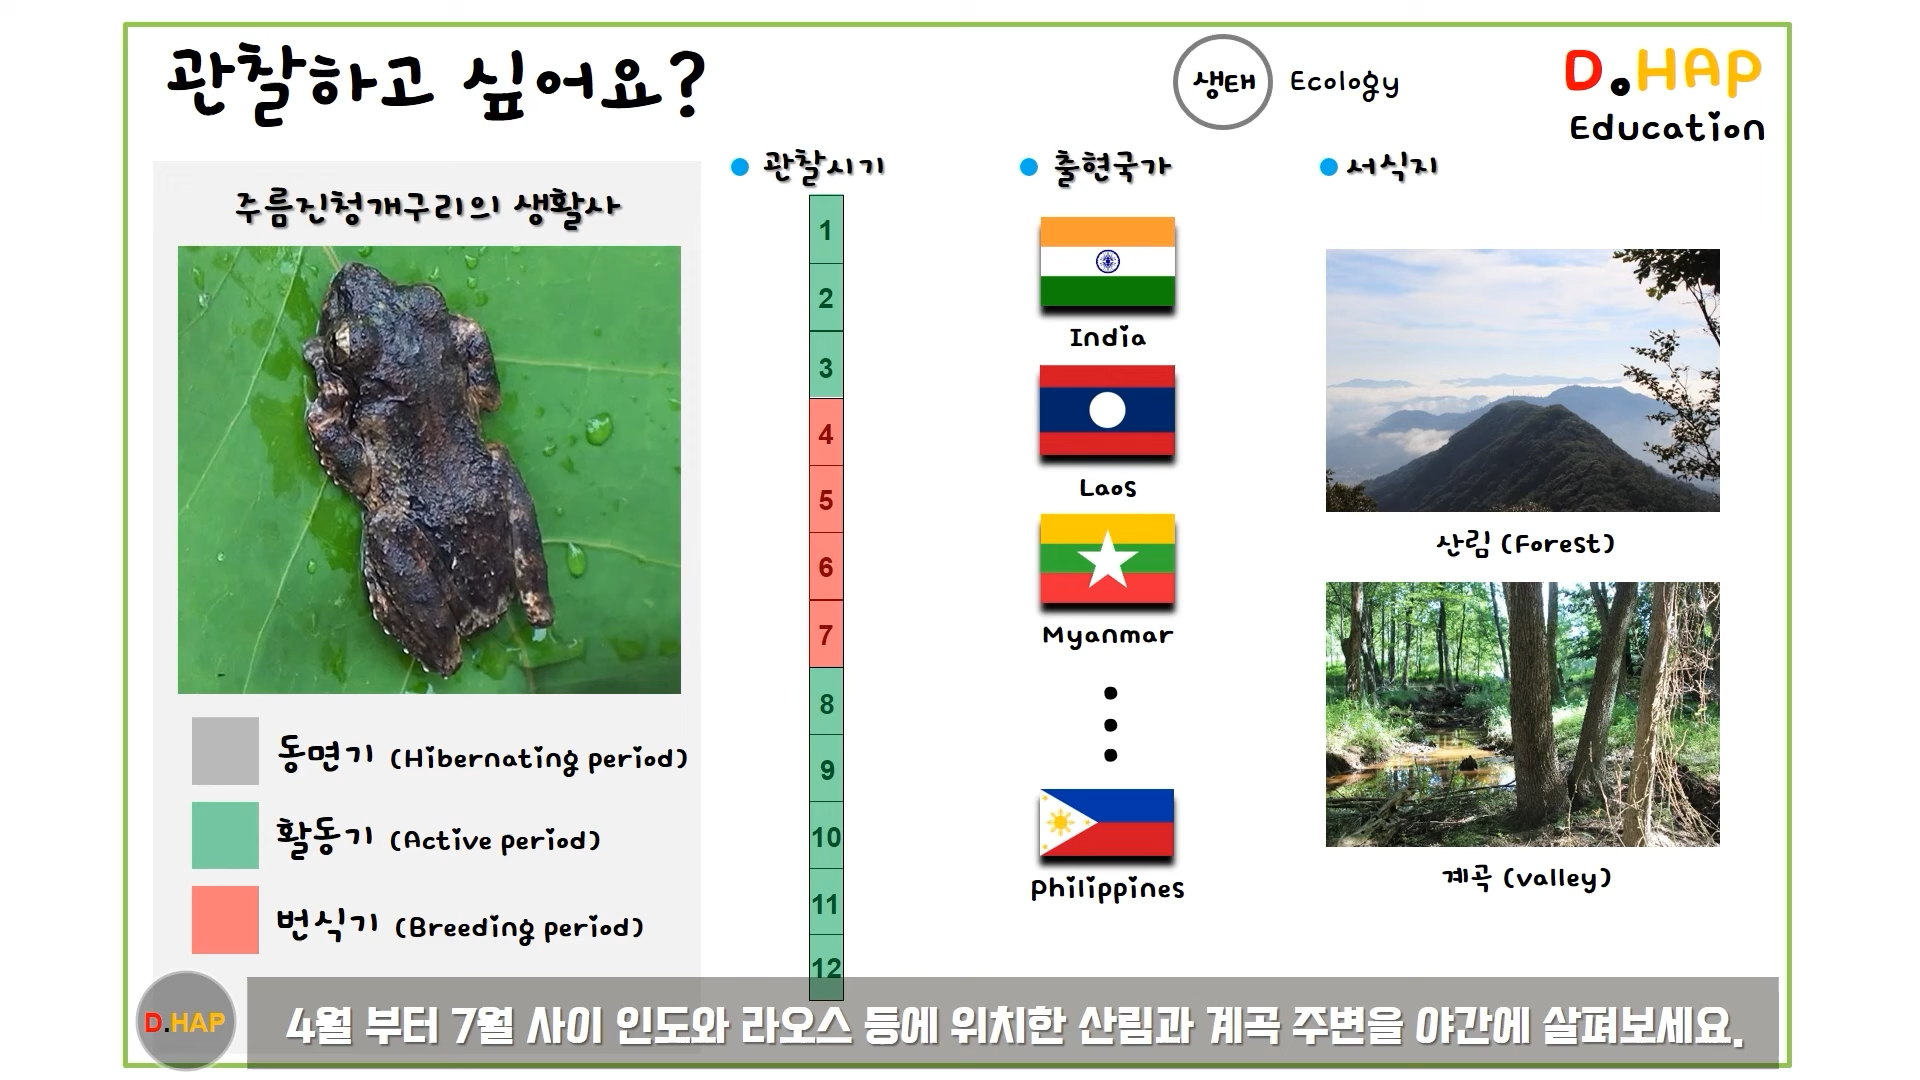 관찰하고 싶어요?
생태 Ecology
D.HAP
Education
주름진청개구리의 생활사
동면기 (Hibernating period)
활동기 (Active period)
번식기 (Breeding period)
관찰시기
1
2
3
4
5
6
7
8
9
10
11
12
출현국가
India
Laos
Myanmar
Philippines
서식지
산림 (Forest)
계곡 (valley)
D.HAP
4월 부터 7월 사이 인도와 라오스 등에 위치한 산림과 계곡 주변을 야간에 살펴보세요.